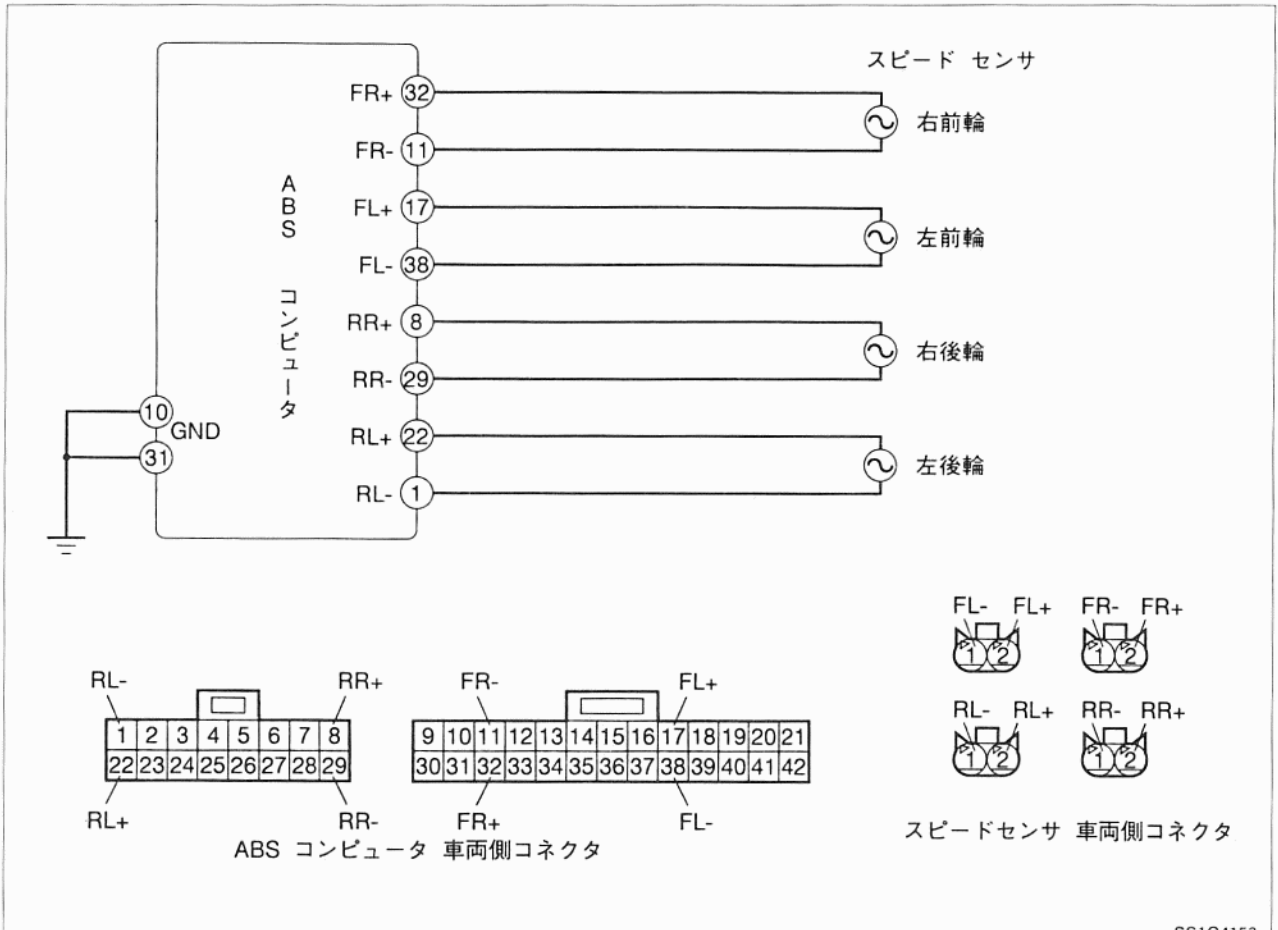 スピード センサ
FR+ 32
右前輪
FR- 11
ABS コンピュータ
FL+ 17
左前輪
FL- 38
RR+ 8
右後輪
RR- 29
10
GND
31
RL+ 22
左後輪
RL- 1
FL- FL+ FR- FR+
1 2 1 2
RL- RR+ FR- FL+
RL- RL+ RR- RR+
1 2 3 4 5 6 7 8 9 10 11 12 13 14 15 16 17 18 19 20 21
22 23 24 25 26 27 28 29 30 31 32 33 34 35 36 37 38 39 40 41 42
1 2 1 2
RL+ RR- FR+ FL-
ABS コンピュータ 車両側コネクタ
スピードセンサ 車両側コネクタ